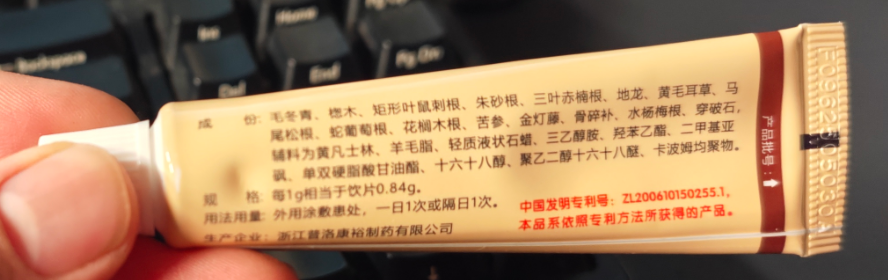 Backspace
Ins
Home
Pg Up
Del
End
Pg Dn
成 份: 毛冬青、楤木、矩形叶鼠刺根、朱砂根、三叶赤楠根、地龙、黄毛耳草、马
尾松根、蛇葡萄根、花榈木根、苦参、金灯藤、骨碎补、水杨梅根、穿破石,
辅料为黄凡士林、羊毛脂、轻质液状石蜡、三乙醇胺、羟苯乙酯、二甲基亚
砜、单双硬脂酸甘油酯、十六十八醇、聚乙二醇十六十八醚、卡波姆均聚物。
规 格: 每1g相当于饮片0.84g。
用法用量: 外用涂敷患处,一日1次或隔日1次。
生产企业: 浙江普洛康裕制药有限公司
中国发明专利号: ZL200610150255.1,
本品系依照专利方法所获得的产品。
产品批号: